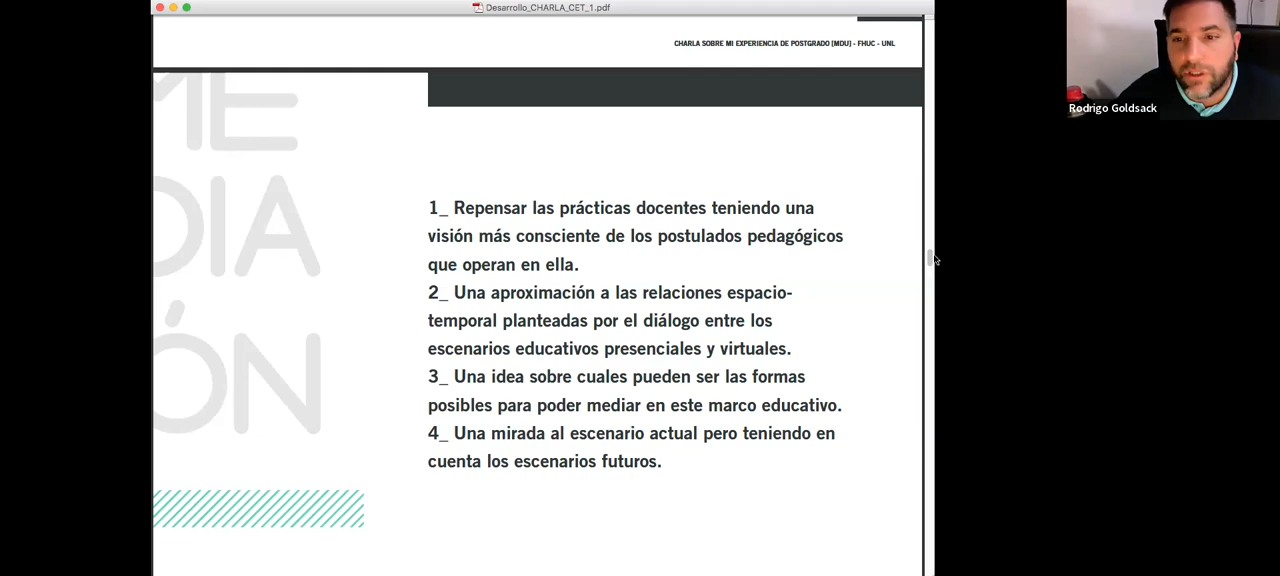 Desarrollo_CHARLA_CET_1.pdf
CHARLA SOBRE MI EXPERIENCIA DE POSTGRADO [MDU] - FHUC - UNL
Rodrigo Goldsack
ME
DIA
IÓN
1_ Repensar las prácticas docentes teniendo una
visión más consciente de los postulados pedagógicos
que operan en ella.
2_ Una aproximación a las relaciones espacio-
temporal planteadas por el diálogo entre los
escenarios educativos presenciales y virtuales.
3_ Una idea sobre cuales pueden ser las formas
posibles para poder mediar en este marco educativo.
4_ Una mirada al escenario actual pero teniendo en
cuenta los escenarios futuros.